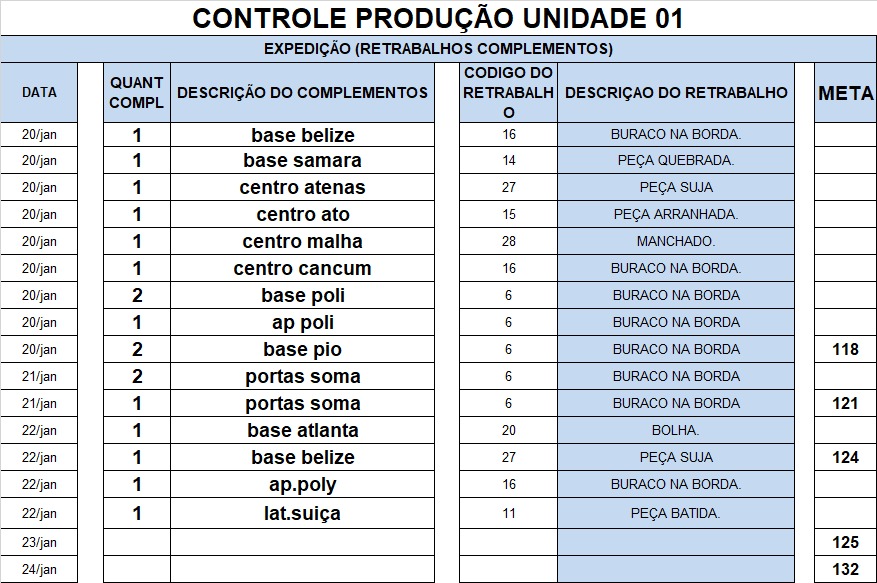 CONTROLE PRODUÇÃO UNIDADE 01
EXPEDIÇÃO (RETRABALHOS COMPLEMENTOS)
DATA QUANT COMPL DESCRIÇÃO DO COMPLEMENTOS CODIGO DO RETRABALH O DESCRIÇAO DO RETRABALHO META
20/jan 1 base belize 16 BURACO NA BORDA.
20/jan 1 base samara 14 PEÇA QUEBRADA.
20/jan 1 centro atenas 27 PEÇA SUJA
20/jan 1 centro ato 15 PEÇA ARRANHADA.
20/jan 1 centro malha 28 MANCHADO.
20/jan 1 centro cancum 16 BURACO NA BORDA.
20/jan 2 base poli 6 BURACO NA BORDA
20/jan 1 ap poli 6 BURACO NA BORDA
20/jan 2 base pio 6 BURACO NA BORDA 118
21/jan 2 portas soma 6 BURACO NA BORDA
21/jan 1 portas soma 6 BURACO NA BORDA 121
22/jan 1 base atlanta 20 BOLHA.
22/jan 1 base belize 27 PEÇA SUJA 124
22/jan 1 ap.poly 16 BURACO NA BORDA.
22/jan 1 lat.suiça 11 PEÇA BATIDA.
23/jan 125
24/jan 132